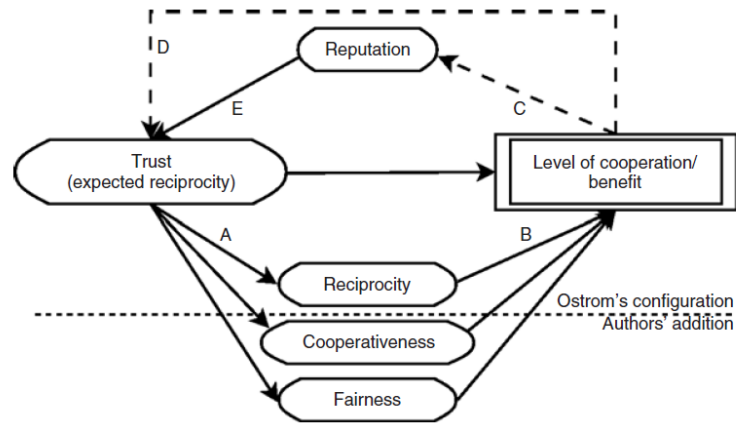 D
Reputation
E
C
Trust
(expected reciprocity)
Level of cooperation/
benefit
A
B
Reciprocity
Ostrom's configuration
Authors' addition
Cooperativeness
Fairness